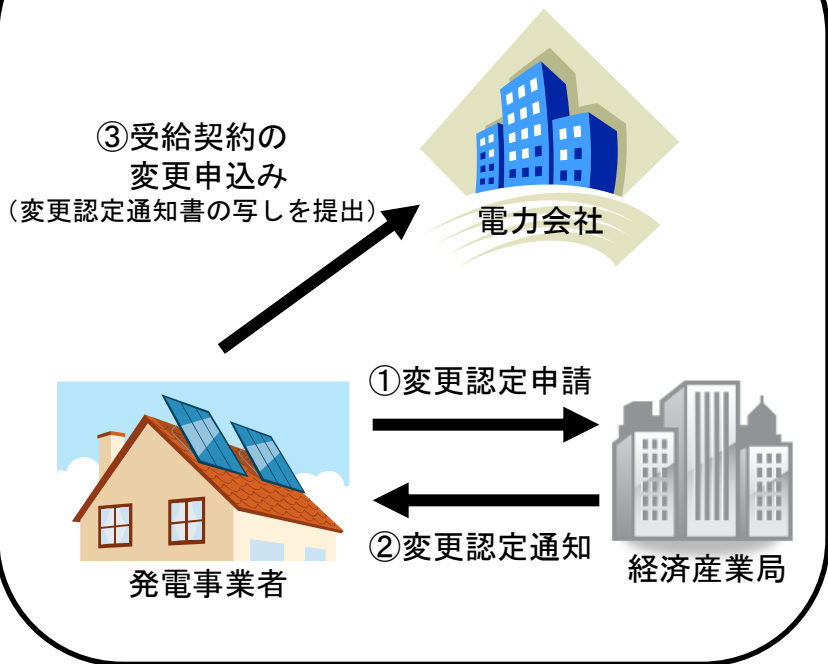 ③受給契約の
変更申込み
（変更認定通知書の写しを提出）
電力会社
①変更認定申請
②変更認定通知
発電事業者
経済産業局